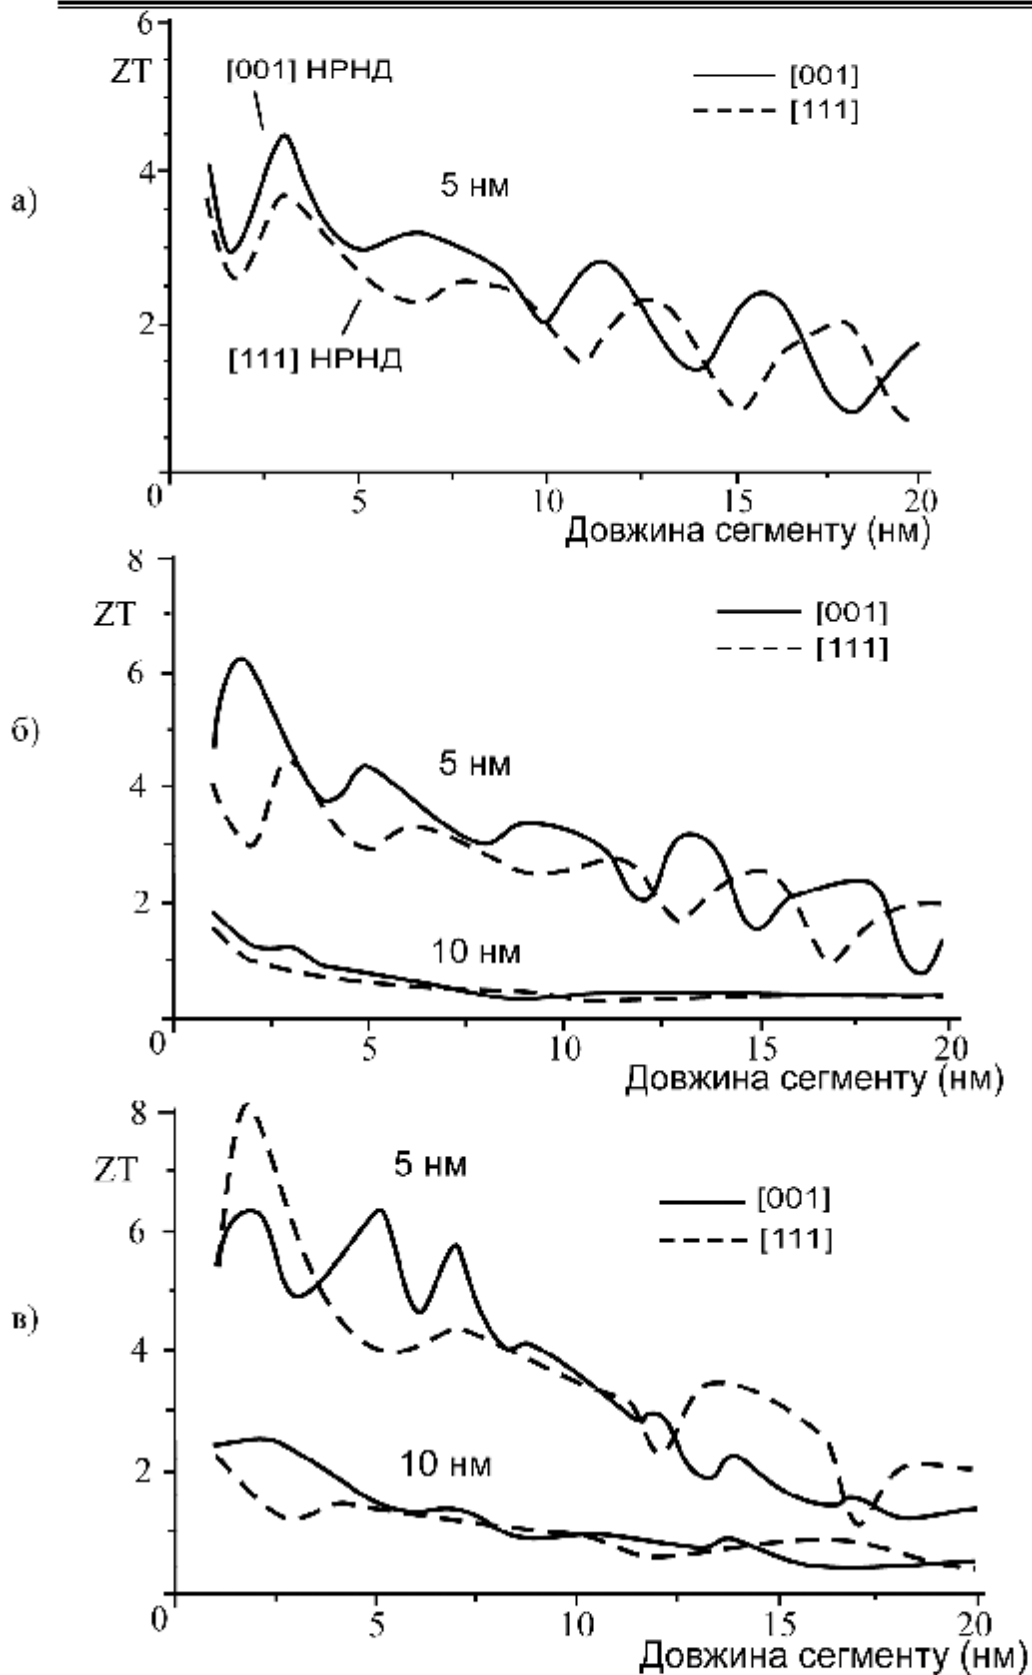 6
ZT
[001] НРНД
[001]
[111]
4
5 нм
а)
2
[111] НРНД
0
5
10
15
20
Довжина сегменту (нм)
8
ZT
[001]
[111]
6
б)
5 нм
4
2
10 нм
0
5
10
15
20
Довжина сегменту (нм)
8
ZT
5 нм
[001]
[111]
6
в)
4
2
10 нм
0
5
10
15
20
Довжина сегменту (нм)